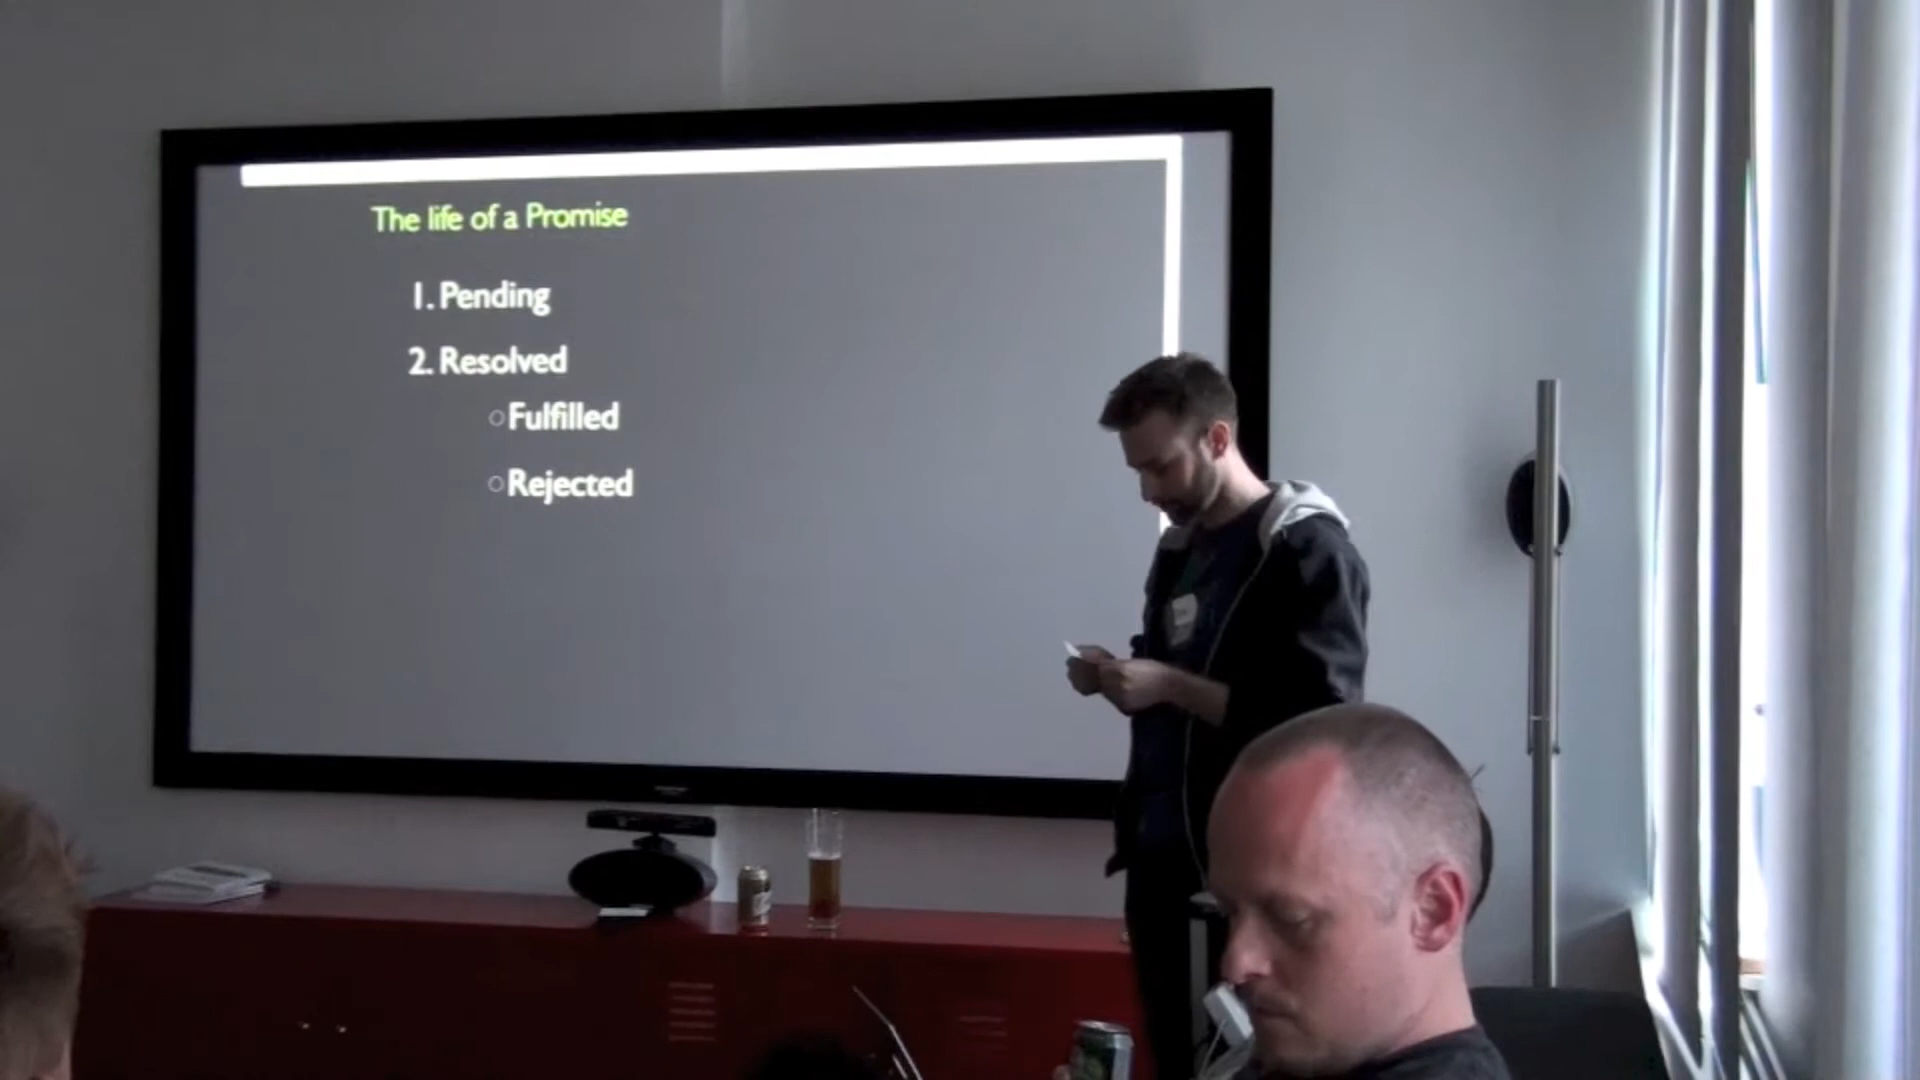 The life of a Promise
1. Pending
2. Resolved
Fulfilled
Rejected